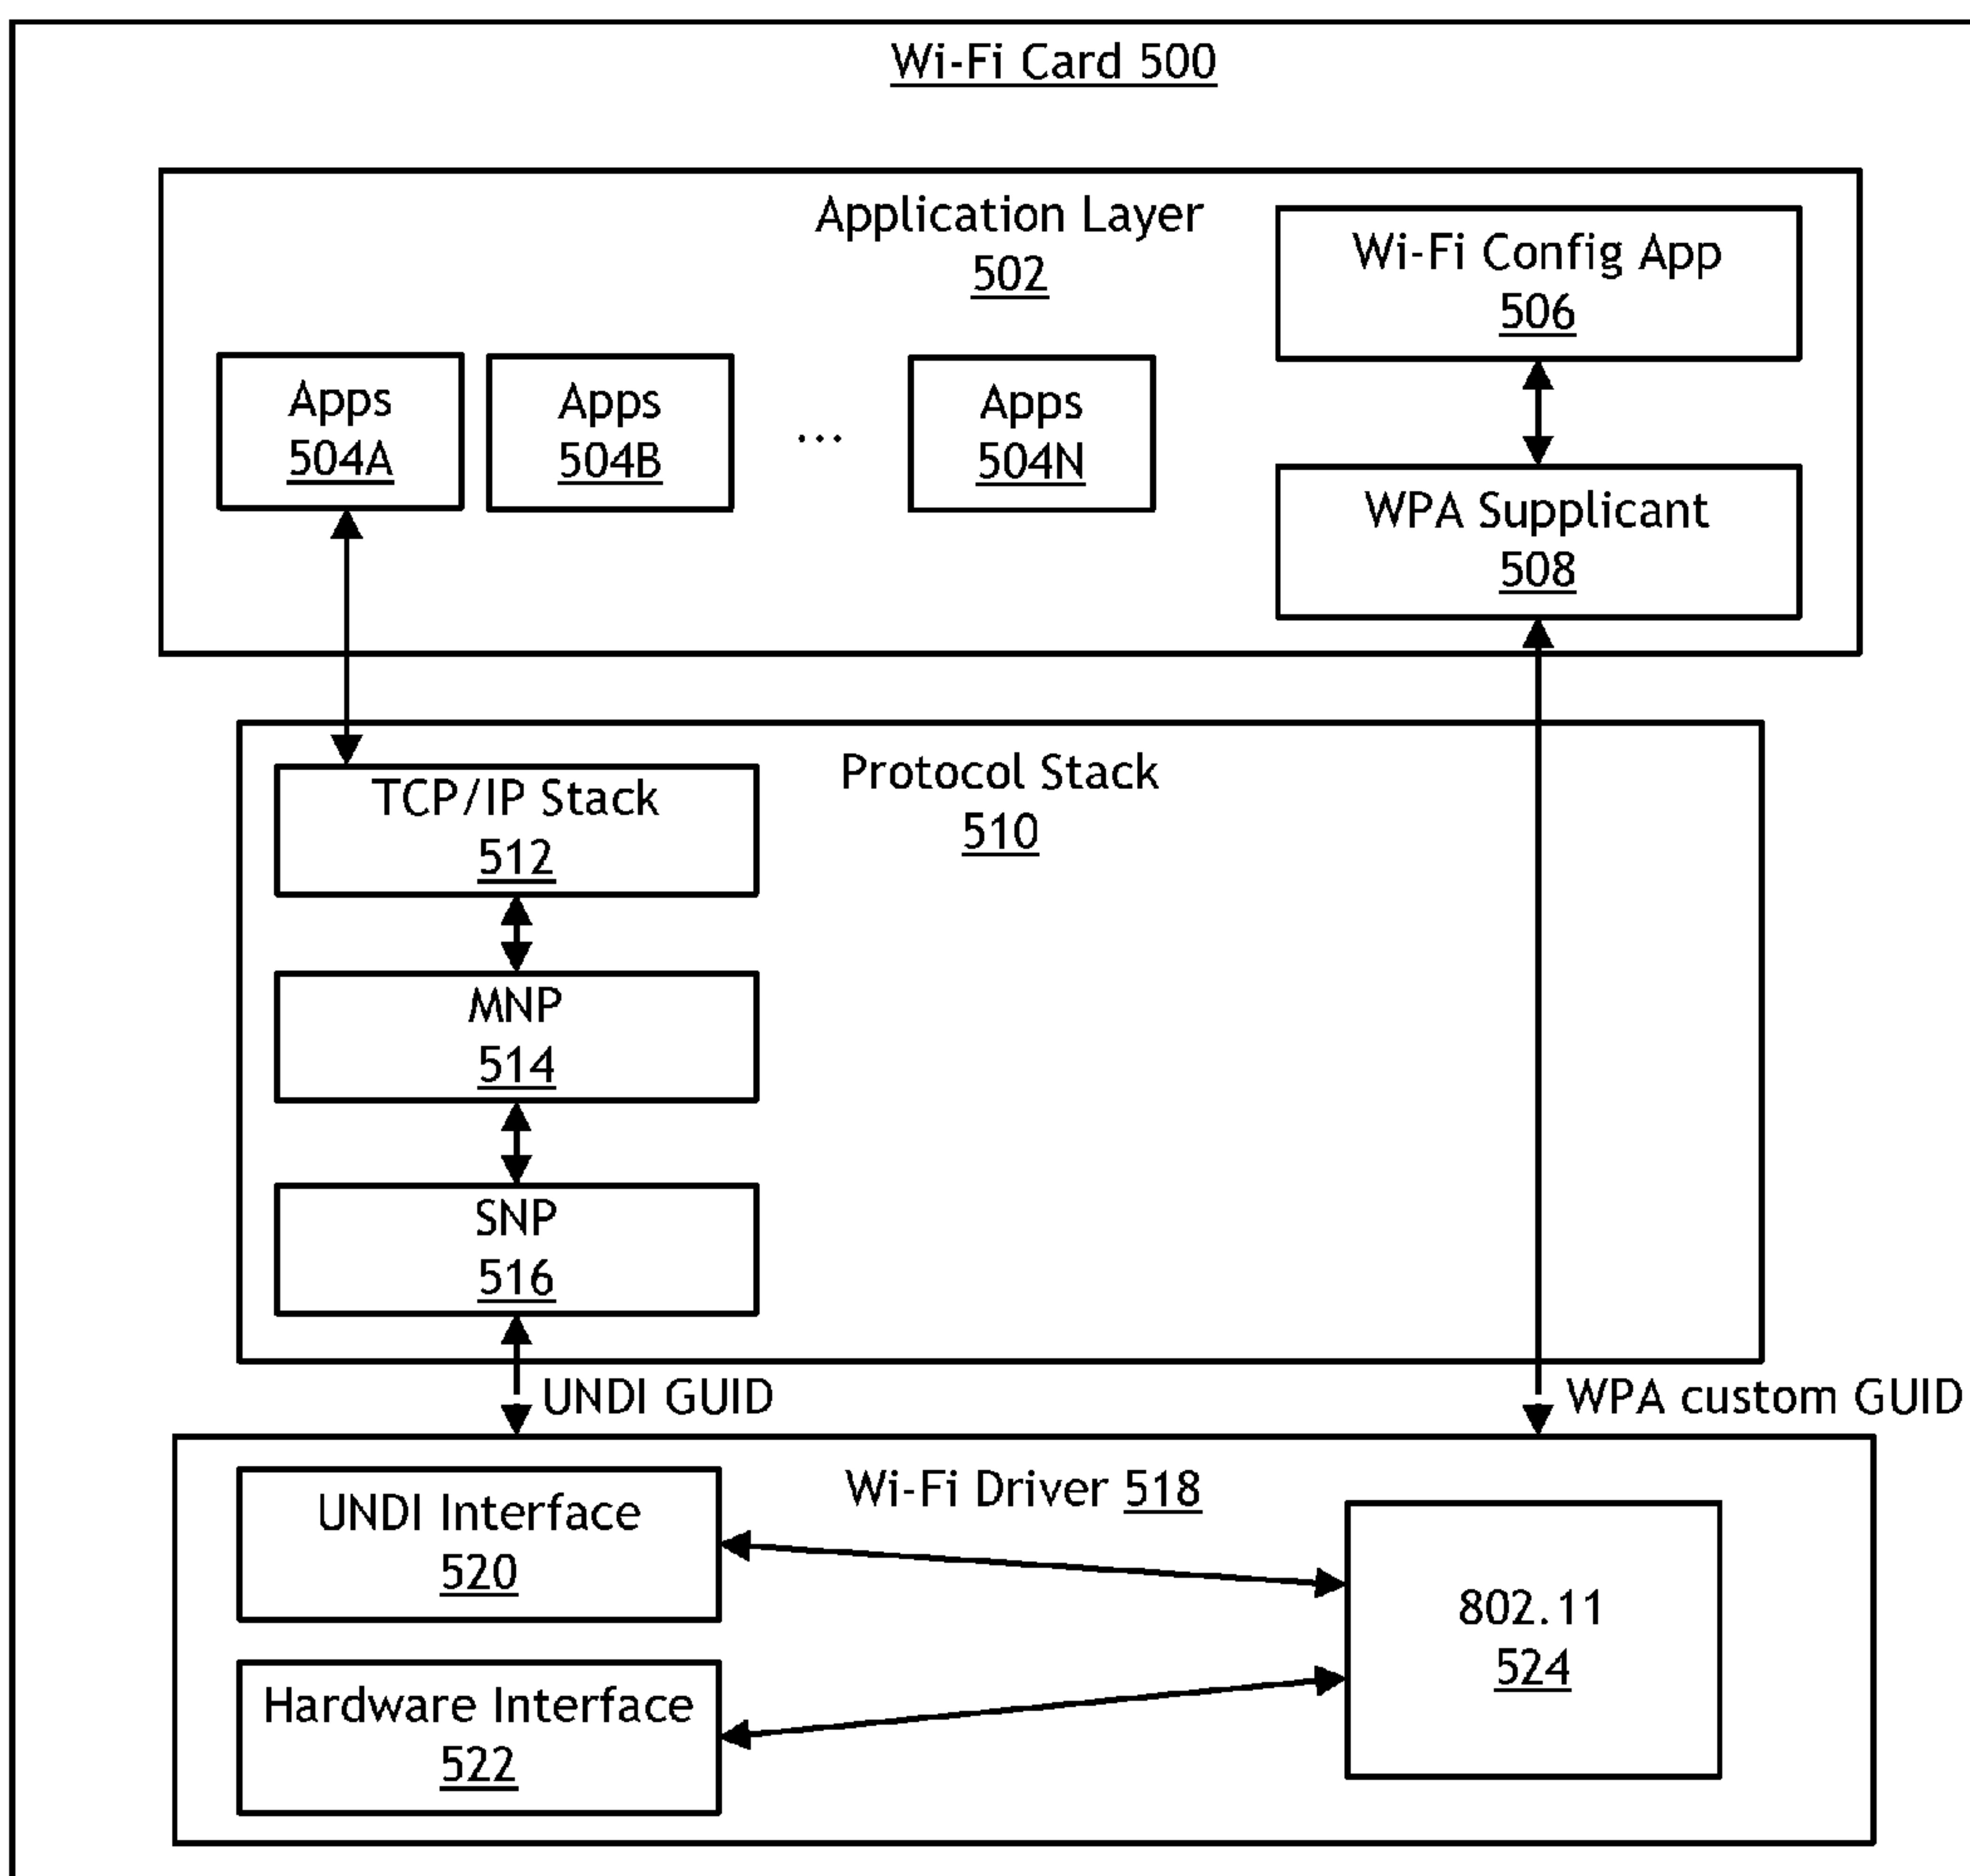 Wi-Fi Card 500
Application Layer
502
Wi-Fi Config App
506
Apps
504A
Apps
504B
...
Apps
504N
WPA Supplicant
508
Protocol Stack
510
TCP/IP Stack
512
MNP
514
SNP
516
UNDI GUID
WPA custom GUID
Wi-Fi Driver 518
UNDI Interface
520
802.11
524
Hardware Interface
522